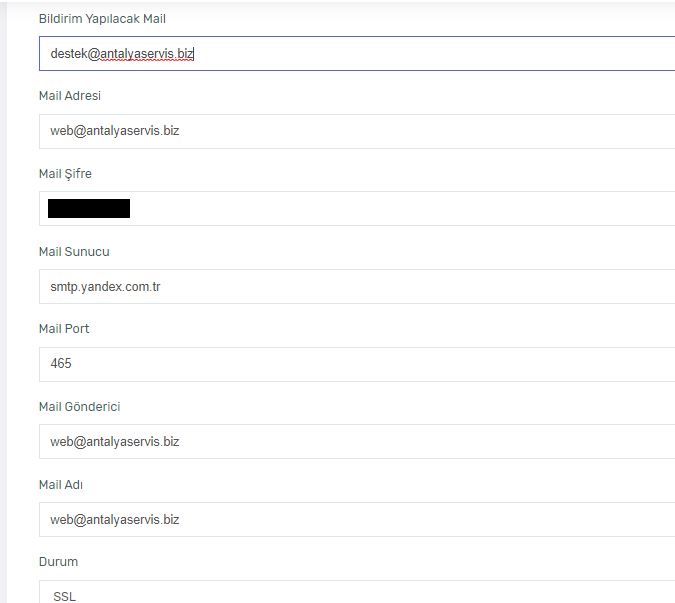 Bildirim Yapılacak Mail
destek@antalyaservis.biz
Mail Adresi
web@antalyaservis.biz
Mail Şifre
Mail Sunucu
smtp.yandex.com.tr
Mail Port
465
Mail Gönderici
web@antalyaservis.biz
Mail Adı
web@antalyaservis.biz
Durum
SSL